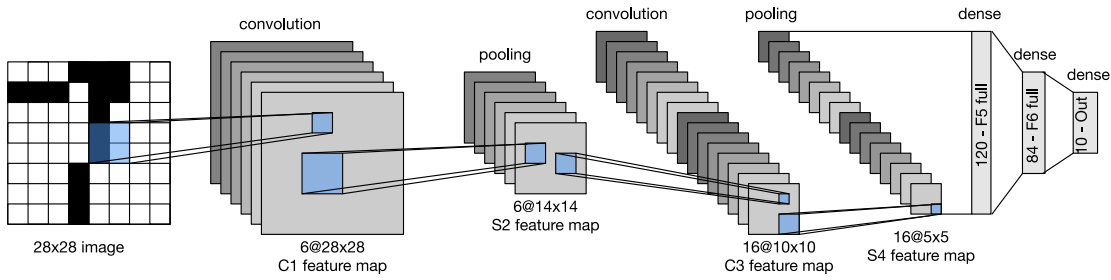 convolution
pooling
convolution
pooling
dense
dense
dense
28x28 image
6@28x28
C1 feature map
6@14x14
S2 feature map
16@10x10
C3 feature map
16@5x5
S4 feature map
120 - F5 full
84 - F6 full
10 - Out